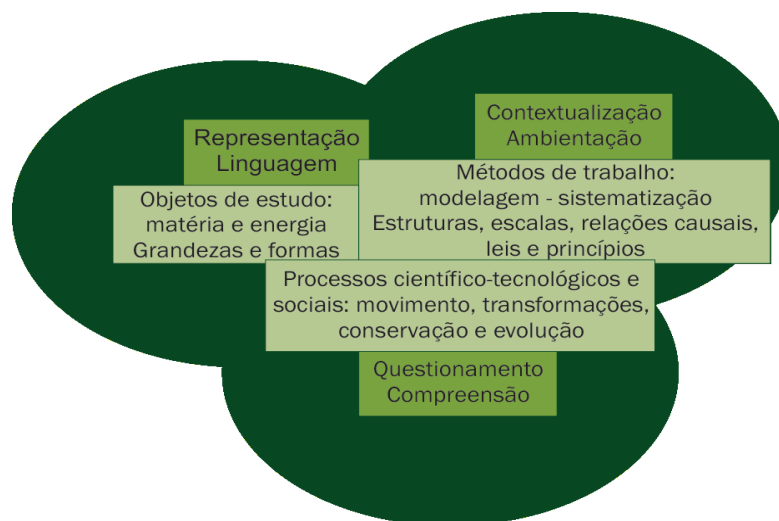 Representação
Linguagem
Objetos de estudo:
matéria e energia
Grandezas e formas
Contextualização
Ambientação
Métodos de trabalho:
modelagem - sistematização
Estruturas, escalas, relações causais,
leis e princípios
Processos científico-tecnológicos e
sociais: movimento, transformações,
conservação e evolução
Questionamento
Compreensão